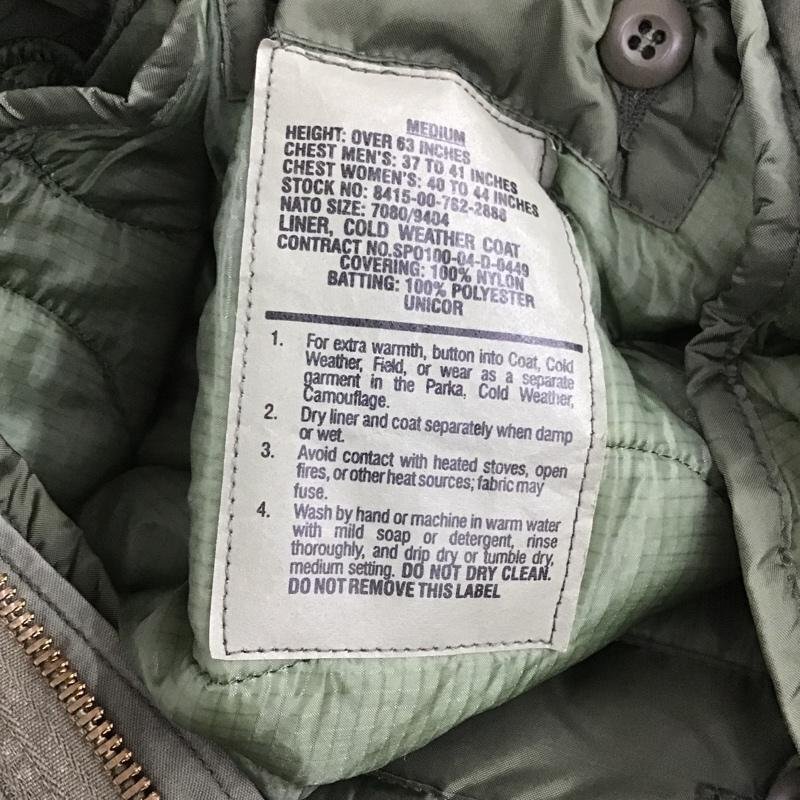 MEDIUM
HEIGHT: OVER 63 INCHES
CHEST MEN'S: 37 TO 41 INCHES
CHEST WOMEN'S: 40 TO 44 INCHES
STOCK NO: 8415-00-782-2888
NATO SIZE: 7080/9404
LINER, COLD WEATHER COAT
CONTRACT NO.SPO100-04-D-0449
COVERING: 100% NYLON
BATTING: 100% POLYESTER
UNICOR
1. For extra warmth, button into Coat, Cold
Weather, Field, or wear as a separate
garment in the Parka, Cold Weather,
Camouflage.
2. Dry liner and coat separately when damp
or wet.
3. Avoid contact with heated stoves, open
fires, or other heat sources; fabric may
fuse.
4. Wash by hand or machine in warm water
with mild soap or detergent, rinse
thoroughly, and drip dry or tumble dry,
medium setting. DO NOT DRY CLEAN.
DO NOT REMOVE THIS LABEL